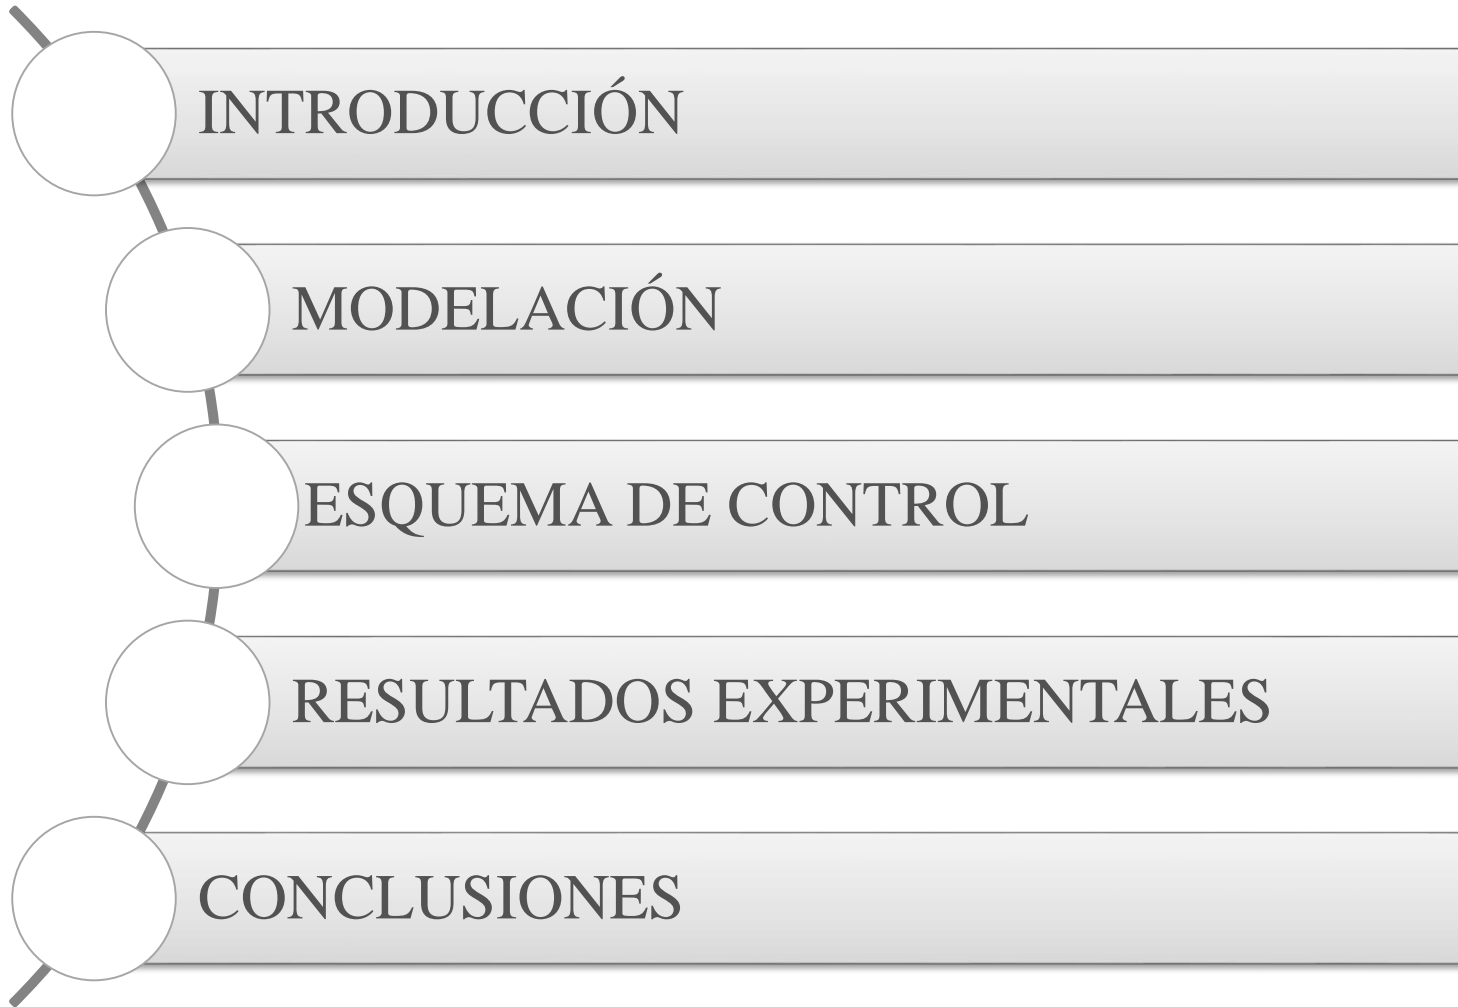 INTRODUCCIÓN
MODELACIÓN
ESQUEMA DE CONTROL
RESULTADOS EXPERIMENTALES
CONCLUSIONES